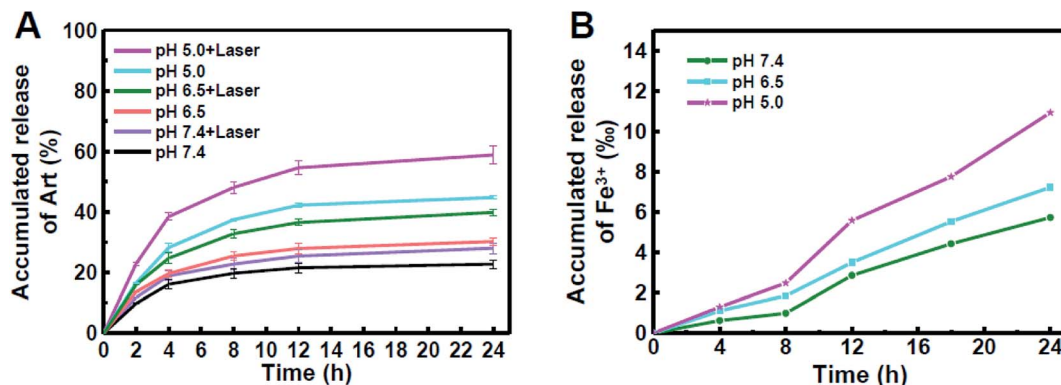 A
Accumulated release
of Art (%)
100
80
60
40
20
0
pH 5.0+Laser
pH 5.0
pH 6.5+Laser
pH 6.5
pH 7.4+Laser
pH 7.4
0 2 4 6 8 10 12 14 16 18 20 22 24
Time (h)
B
Accumulated release
of Fe³⁺ (‰)
14
12
10
8
6
4
2
0
pH 7.4
pH 6.5
pH 5.0
0 4 8 12 16 20 24
Time (h)